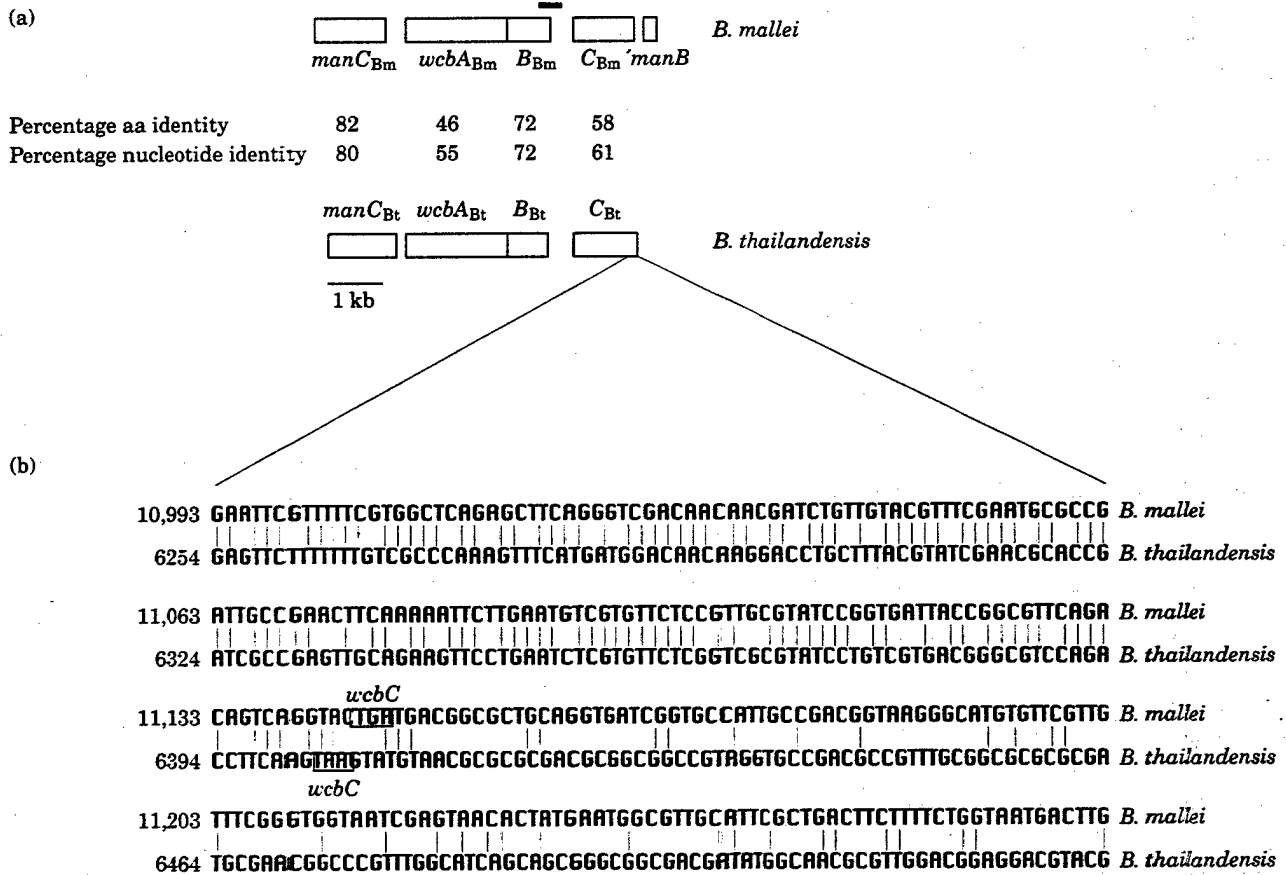 (a)
B. mallei
manC_Bm wcbA_Bm B_Bm C_Bm 'manB
Percentage aa identity 82 46 72 58
Percentage nucleotide identity 80 55 72 61
manC_Bt wcbA_Bt B_Bt C_Bt
B. thailandensis
1 kb
(b)
10,993 GAATTCGTTTTTCGTGGCTCAGAGCTTCAGGGTCGACAACAACGATCTGTTGTACGTTTCGAATGCGCCG B. mallei
6254 GAGTTCTTTTTTTGTCGCCCAAAGTTTCATGATGGACAACAAGGACCTGCTTTACGTATCGAACGCACCG B. thailandensis
11,063 ATTGCCGAACTTCAAAAATTCTTGAATGTCGTGTTCTCCGTTGCGTATCCGGTGATTACCGGCGTTCAGA B. mallei
6324 ATCGCCGAGTTGCAGAAGTTCCTGAATCTCGTGTTCTCGGTCGCGTATCCTGTCGTGACGGGCGTCCAGA B. thailandensis
wcbC
11,133 CAGTCAGGTACTGATGACGGCGCTGCAGGTGATCGGTGCCATTGCCGACGGTAAGGGCATGTGTTCGTTG B. mallei
6394 CCTTCAAGTAAGTATGTAACGCGCGCGACGCGGCGGCCGTAGGTGCCGACGCCGTTTGCGGCGCGCGCGA B. thailandensis
wcbC
11,203 TTTCGGGTGGTAATCGAGTAACACTATGAATGGCGTTGCATTCGCTGACTTCTTTTCTGGTAATGACTTG B. mallei
6464 TGCGAACGGCCCGTTTGGCATCAGCAGCGGGCGGCGACGATATGGCAACGCGTTGGACGGAGGACGTACG B. thailandensis